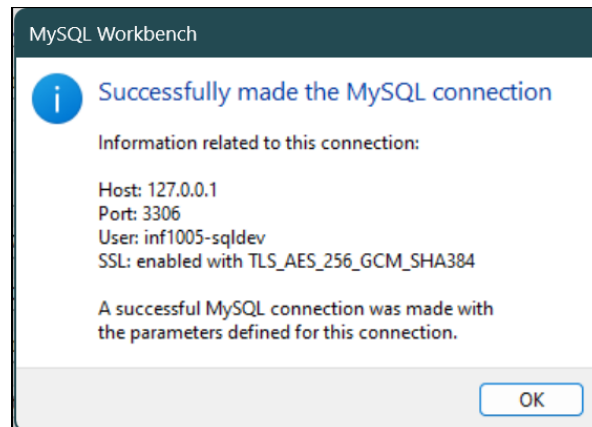 MySQL Workbench
Successfully made the MySQL connection
Information related to this connection:
Host: 127.0.0.1
Port: 3306
User: inf1005-sqldev
SSL: enabled with TLS_AES_256_GCM_SHA384
A successful MySQL connection was made with
the parameters defined for this connection.
OK